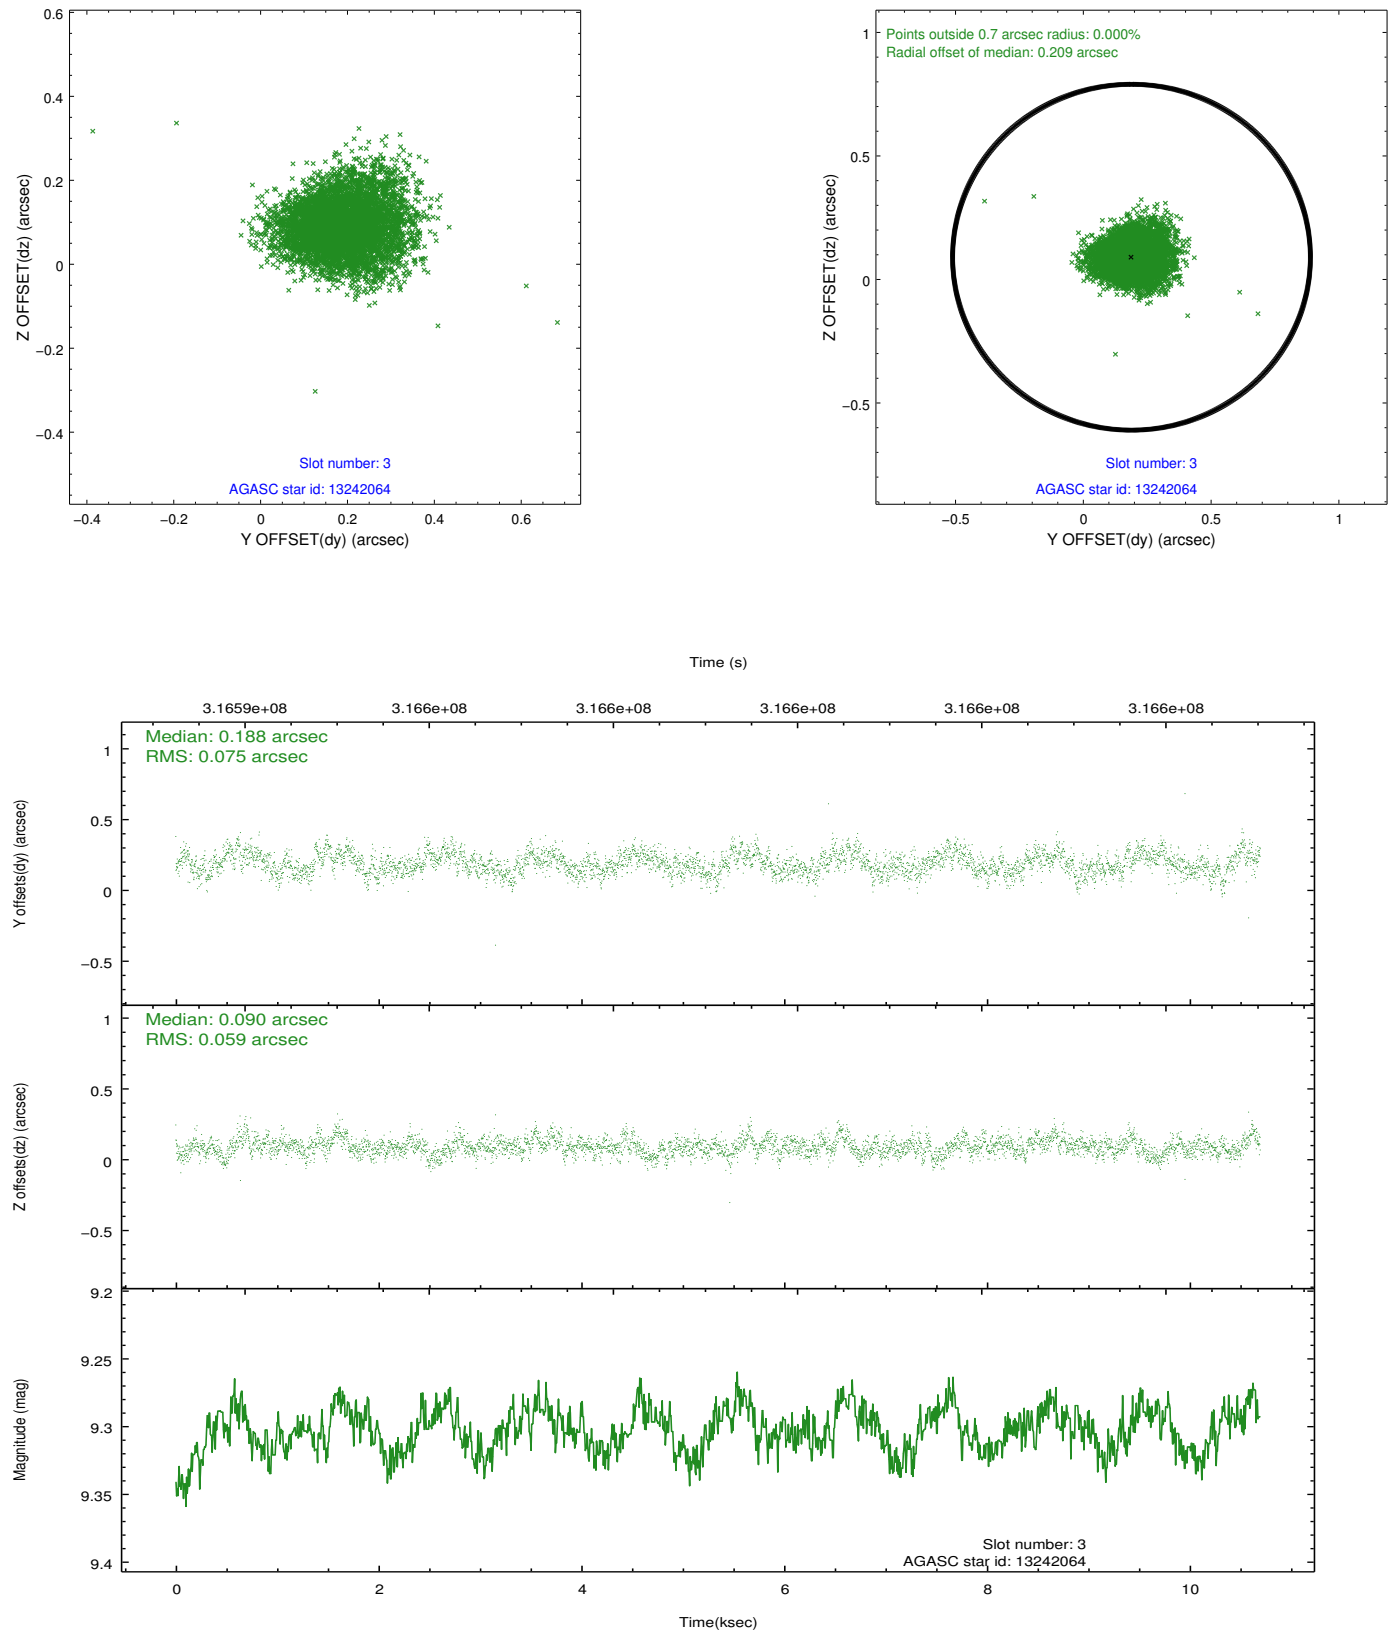 0.6
0.4
0.2
0
−0.2
−0.4
Z OFFSET(dz) (arcsec)
Slot number: 3
AGASC star id: 13242064
−0.4
−0.2
0
0.2
0.4
0.6
Y OFFSET(dy) (arcsec)
Points outside 0.7 arcsec radius: 0.000%
Radial offset of median: 0.209 arcsec
1
0.5
0
−0.5
Z OFFSET(dz) (arcsec)
Slot number: 3
AGASC star id: 13242064
−0.5
0
0.5
1
Y OFFSET(dy) (arcsec)
Time (s)
3.1659e+08
3.166e+08
3.166e+08
3.166e+08
3.166e+08
3.166e+08
Median: 0.188 arcsec
RMS: 0.075 arcsec
1
0.5
0
−0.5
Y offsets(dy) (arcsec)
Median: 0.090 arcsec
RMS: 0.059 arcsec
1
0.5
0
−0.5
Z offsets(dz) (arcsec)
9.2
9.25
9.3
9.35
9.4
Magnitude (mag)
Slot number: 3
AGASC star id: 13242064
0
2
4
6
8
10
Time(ksec)